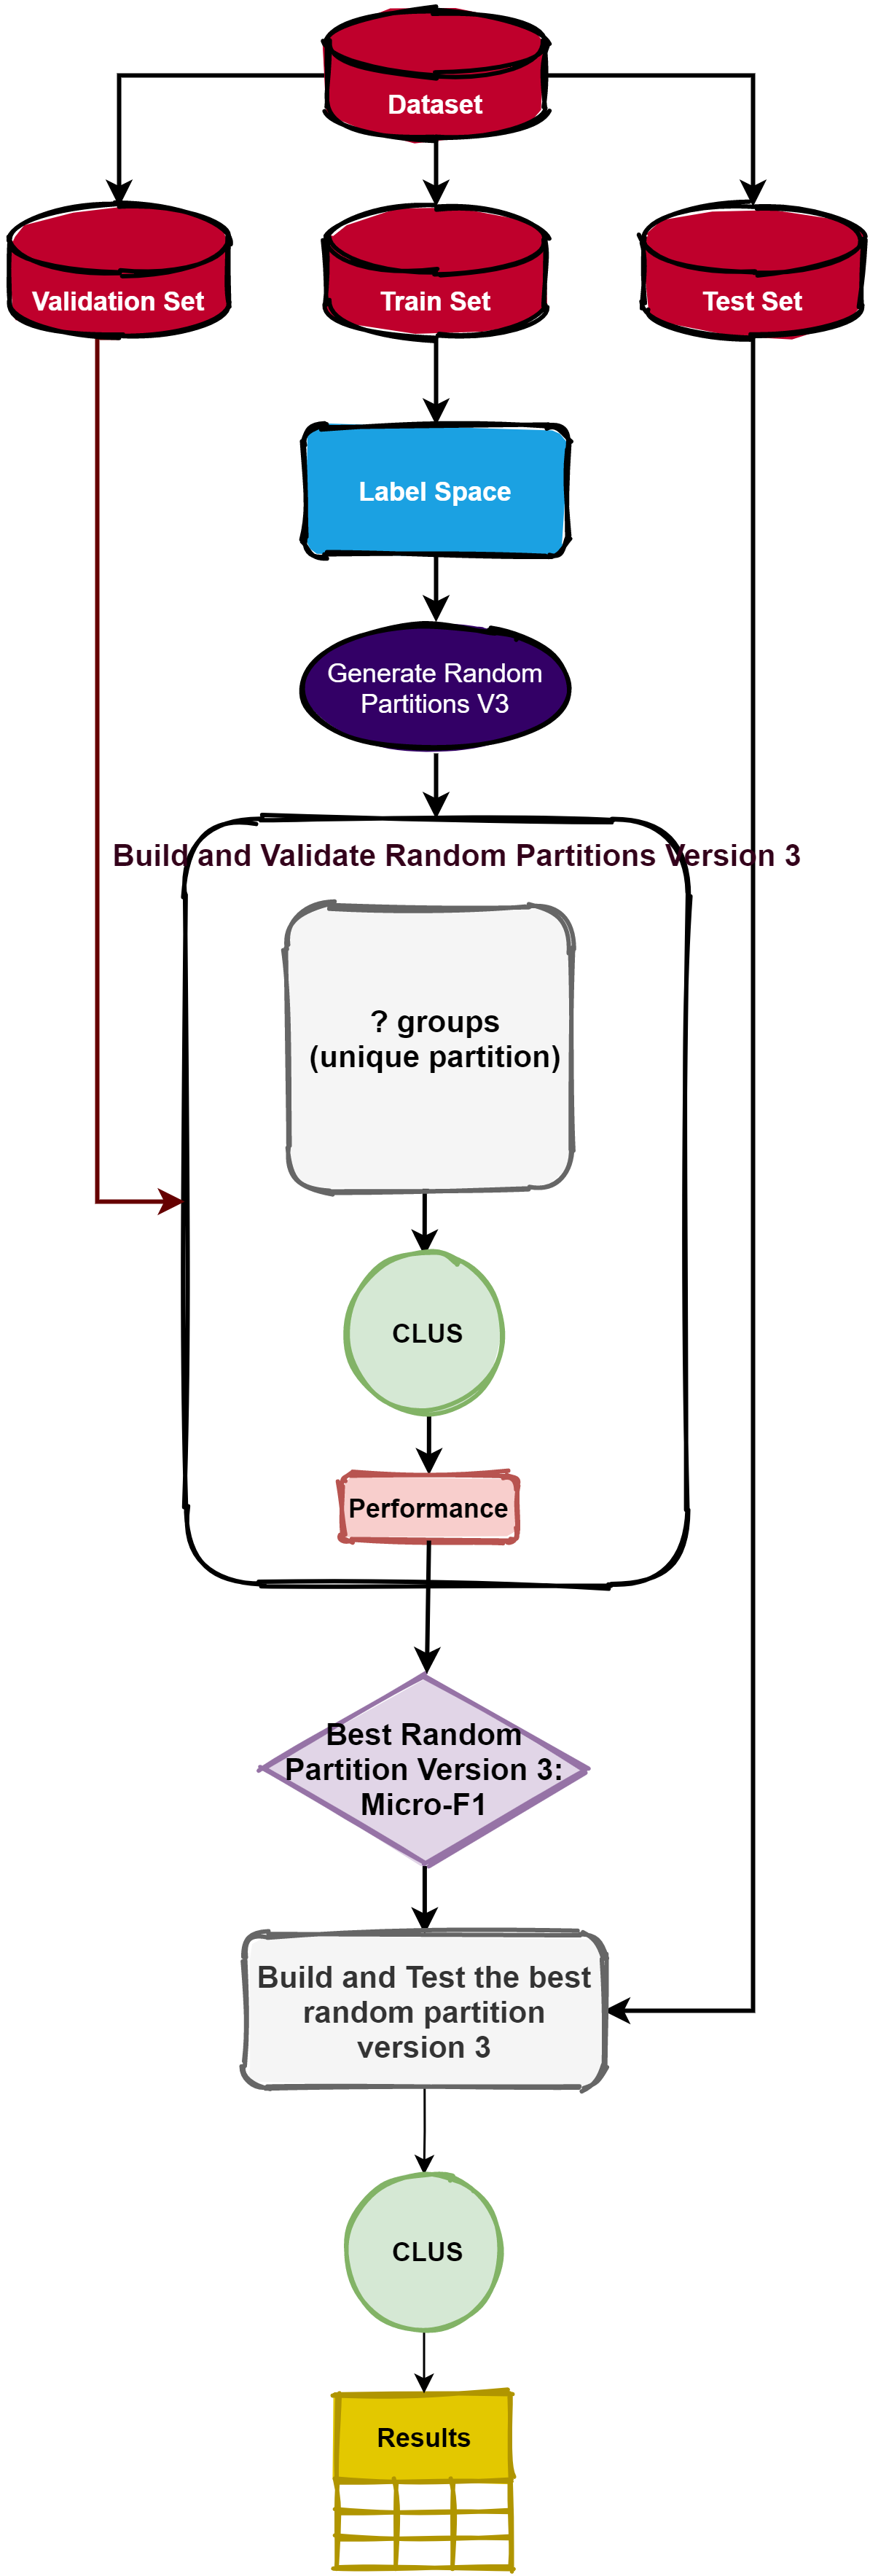 Dataset
Validation Set
Train Set
Test Set
Label Space
Generate Random
Partitions V3
Build and Validate Random Partitions Version 3
? groups
(unique partition)
CLUS
Performance
Best Random
Partition Version 3:
Micro-F1
Build and Test the best
random partition
version 3
CLUS
Results